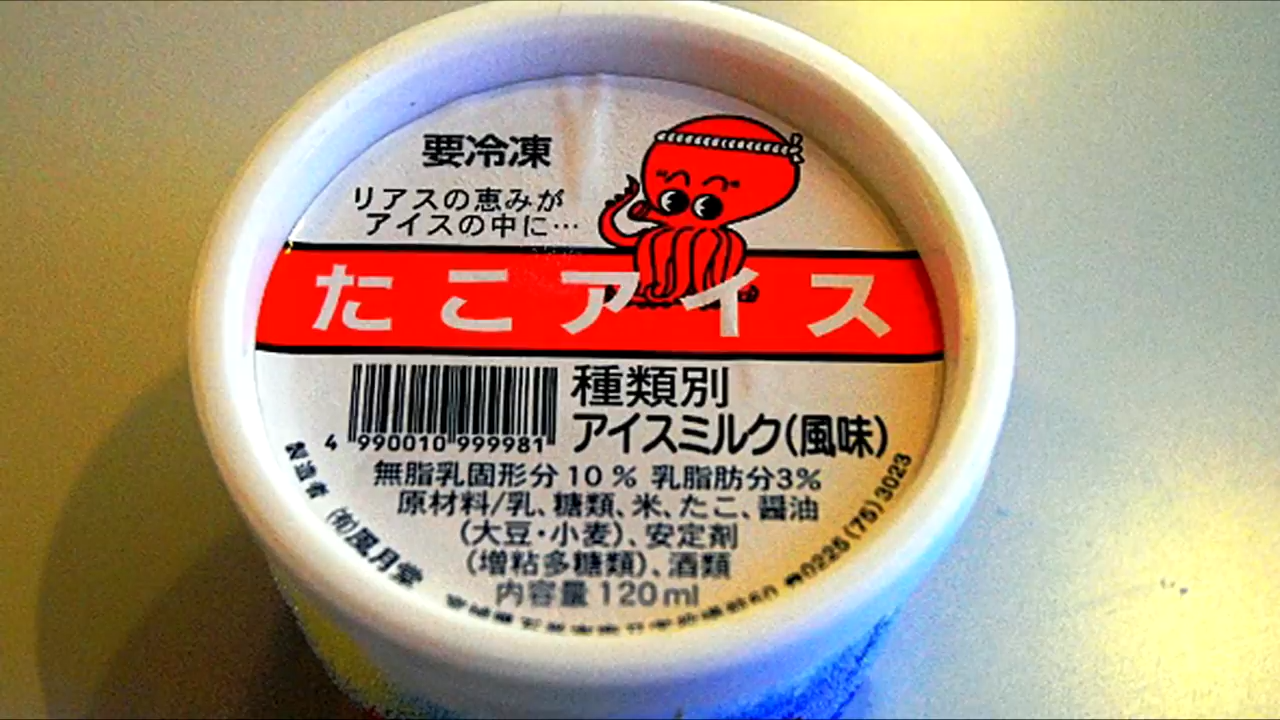 要冷凍
リアスの恵みが
アイスの中に…
たこアイス
4 990010 999981
種類別
アイスミルク(風味)
無脂乳固形分10% 乳脂肪分3%
原材料/乳、糖類、米、たこ、醤油
(大豆・小麦)、安定剤
(増粘多糖類)、酒類
内容量120ml
製造者 ㈲風月堂
☎0225(75)3023